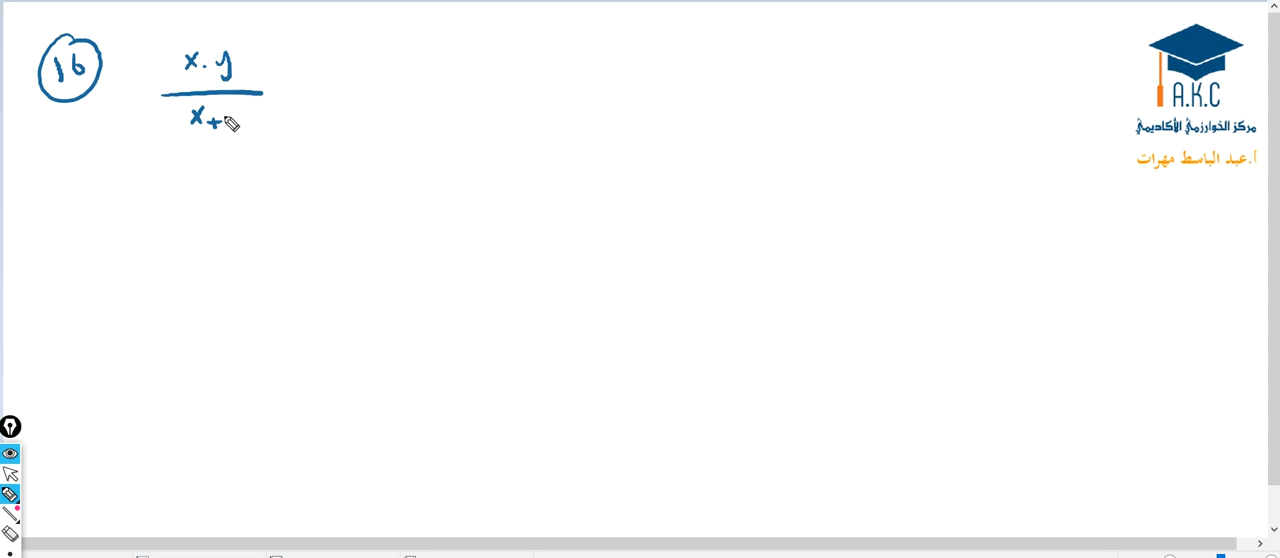 16
x . y
x +
A.K.C
مركز الخوارزمي الأكاديمي
أ.عبد الباسط مهرات